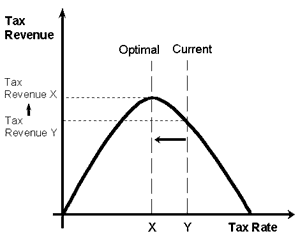 Tax
Revenue
Optimal Current
Tax
Revenue X
Tax
Revenue Y
X Y Tax Rate